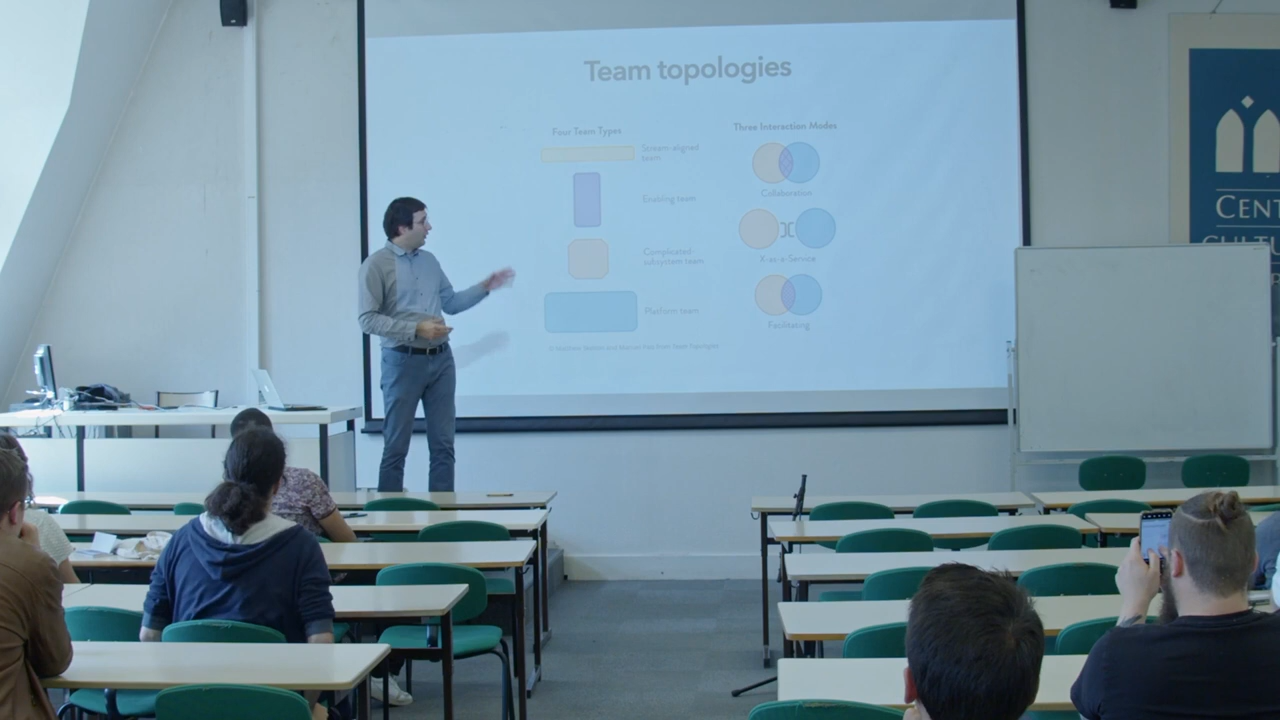 Team topologies
Four Team Types
Three Interaction Modes
Stream-aligned
team
Enabling team
Complicated
subsystem team
Platform team
Collaboration
X-as-a-Service
Facilitating
CENT
CULTU